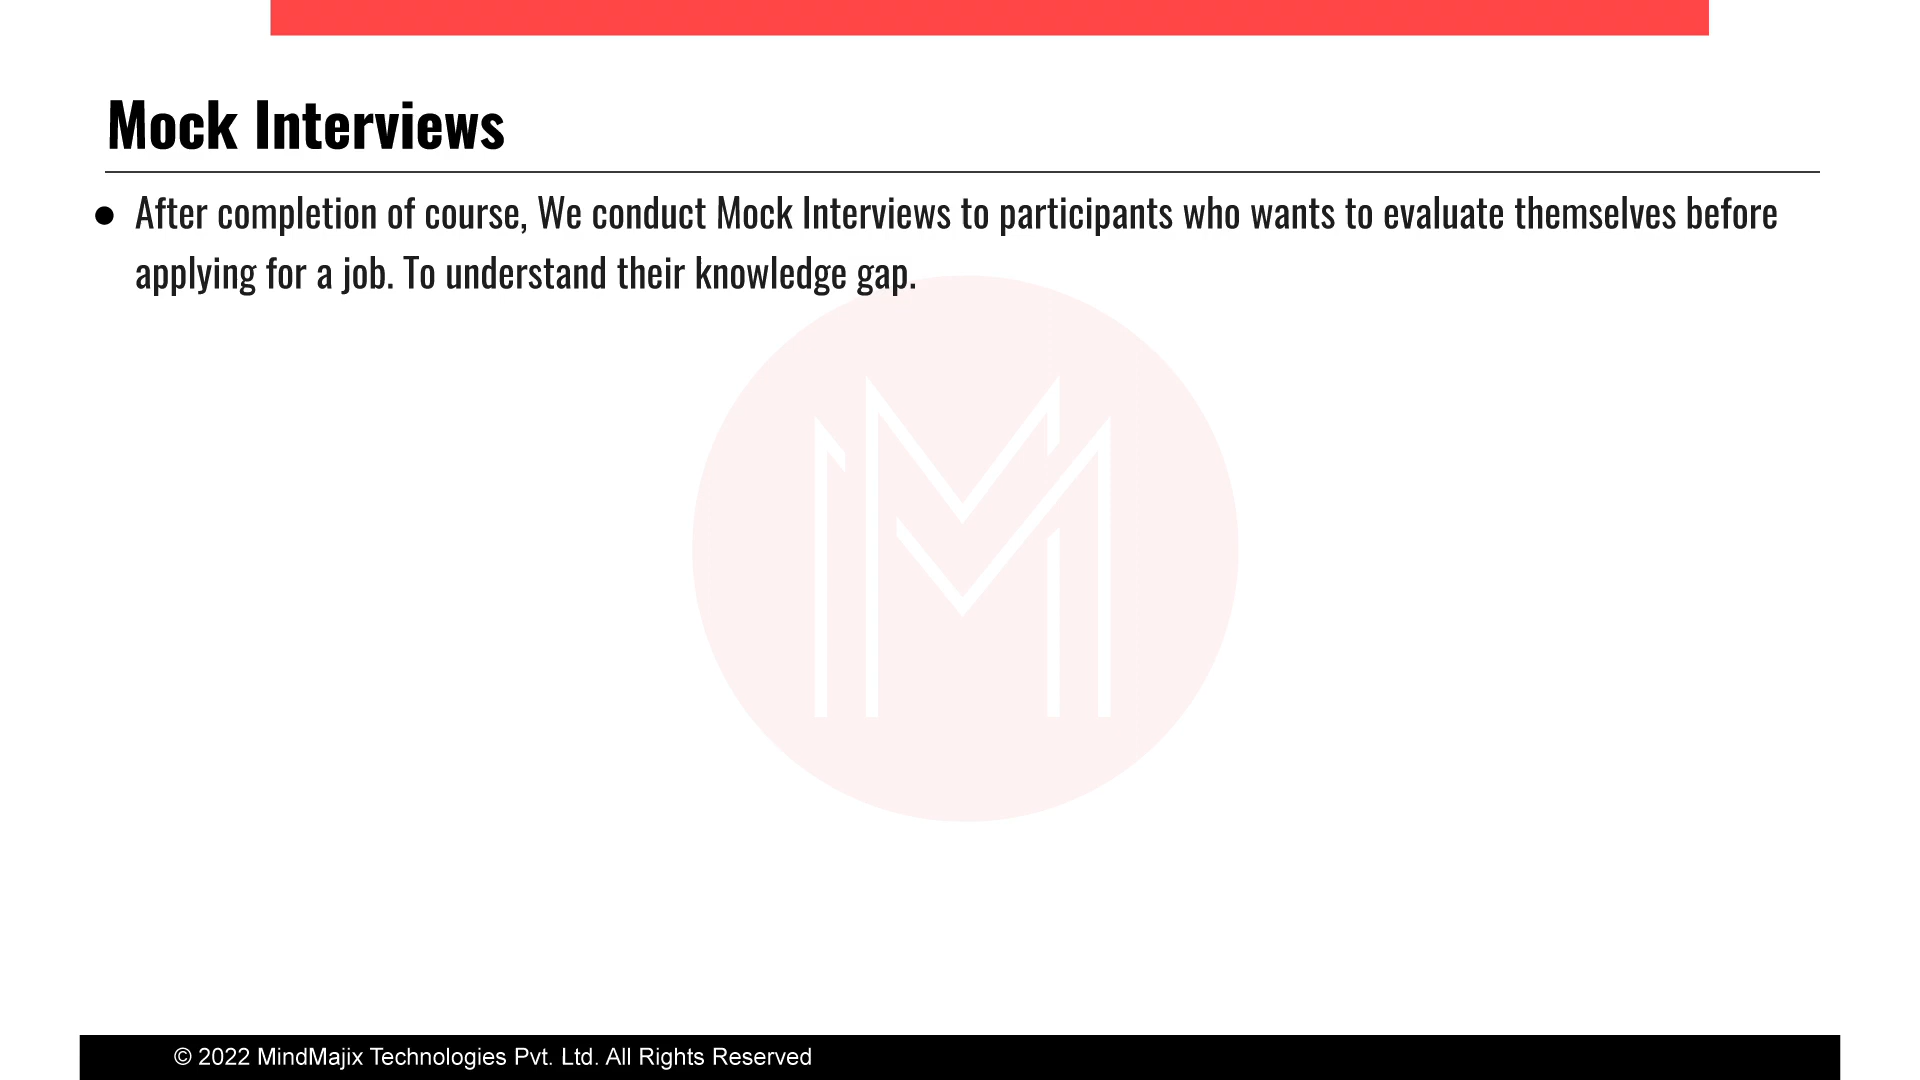 Mock Interviews
● After completion of course, We conduct Mock Interviews to participants who wants to evaluate themselves before
applying for a job. To understand their knowledge gap.
© 2022 MindMajix Technologies Pvt. Ltd. All Rights Reserved